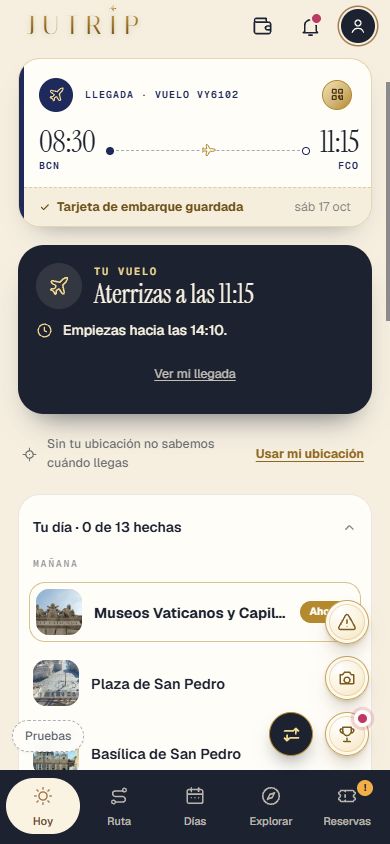 JUTRIP
LLEGADA · VUELO VY6102
08:30
11:15
BCN
FCO
Tarjeta de embarque guardada
sáb 17 oct
TU VUELO
Aterrizas a las 11:15
Empiezas hacia las 14:10.
Ver mi llegada
Sin tu ubicación no sabemos
cuándo llegas
Usar mi ubicación
Tu día · 0 de 13 hechas
MAÑANA
Museos Vaticanos y Capil...
Plaza de San Pedro
Pruebas
Basílica de San Pedro
!
Hoy
Ruta
Días
Explorar
Reservas